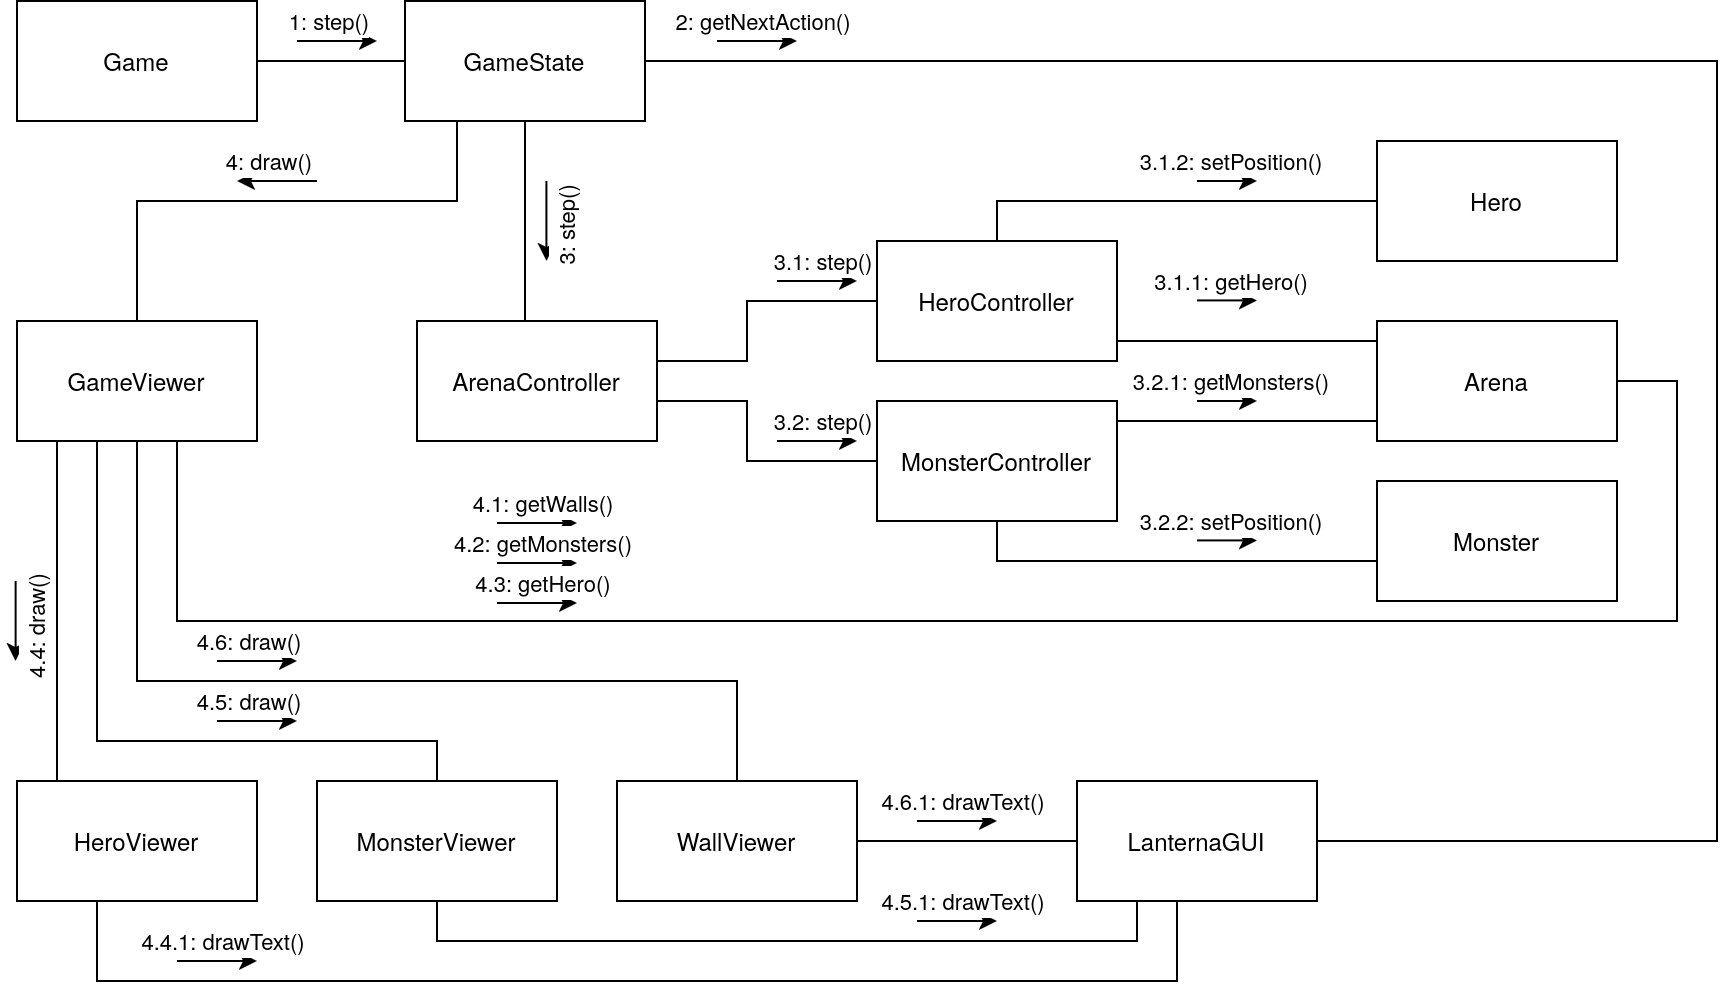 1: step()
2: getNextAction()
Game
GameState
4: draw()
3: step()
3.1.2: setPosition()
Hero
3.1: step()
HeroController
3.1.1: getHero()
GameViewer
ArenaController
3.2.1: getMonsters()
Arena
3.2: step()
MonsterController
4.1: getWalls()
4.2: getMonsters()
4.3: getHero()
3.2.2: setPosition()
Monster
4.4: draw()
4.6: draw()
4.5: draw()
HeroViewer
MonsterViewer
WallViewer
4.6.1: drawText()
LanternaGUI
4.5.1: drawText()
4.4.1: drawText()